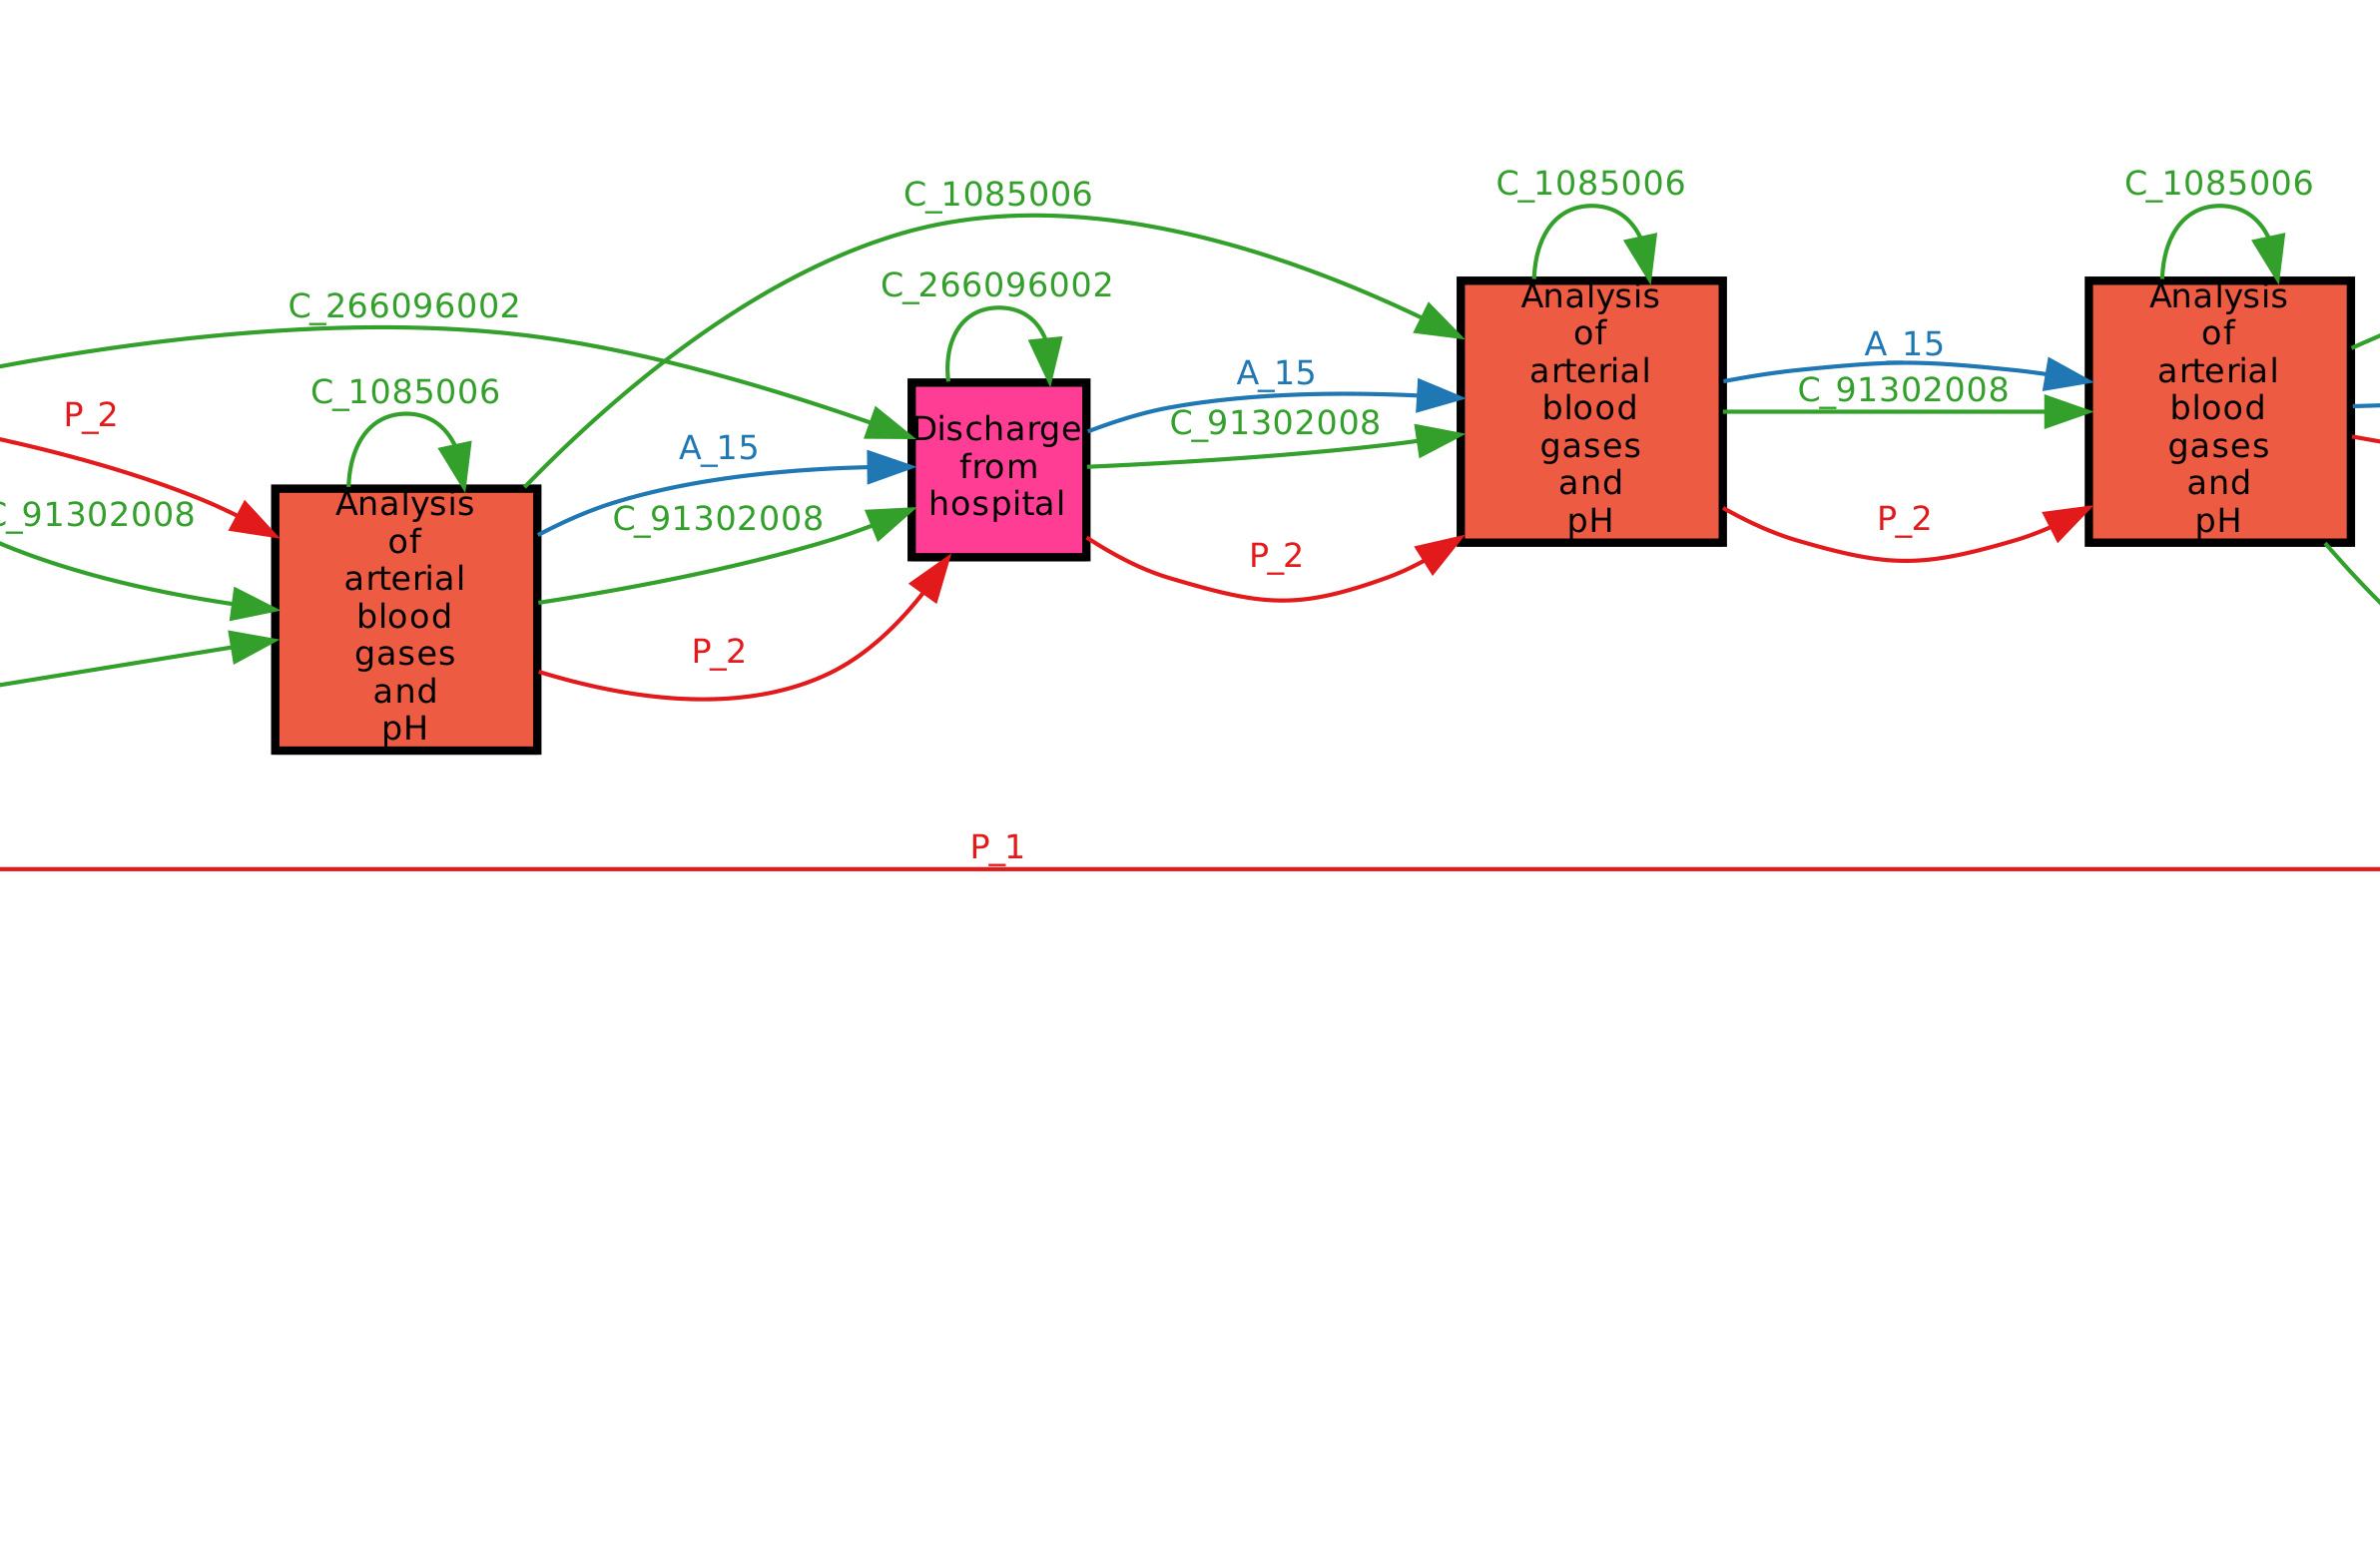 C_1085006
C_1085006
C_1085006
C_266096002
C_266096002
C_1085006
P_2
C_91302008
Analysis
of
arterial
blood
gases
and
pH
A_15
C_91302008
P_2
Discharge
from
hospital
A_15
C_91302008
P_2
Analysis
of
arterial
blood
gases
and
pH
A_15
C_91302008
P_2
Analysis
of
arterial
blood
gases
and
pH
P_1